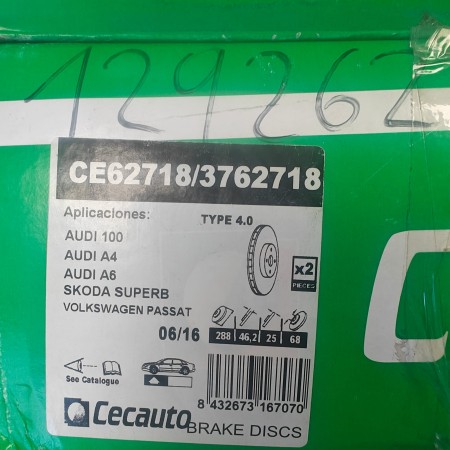 129262
CE62718/3762718
Aplicaciones:
TYPE 4.0
AUDI 100
AUDI A4
AUDI A6
SKODA SUPERB
VOLKSWAGEN PASSAT
x2
PIECES
06/16
288 46,2 25 68
See Catalogue
Cecauto
8 432673 167070
BRAKE DISCS
C